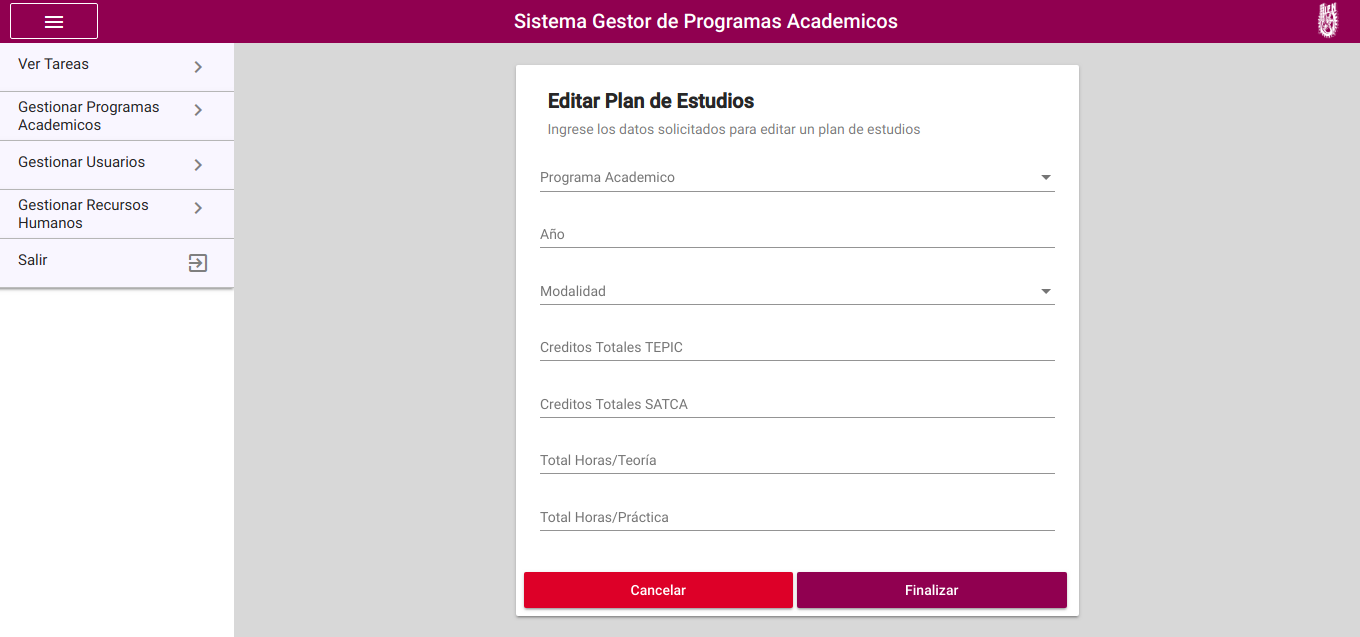 Sistema Gestor de Programas Academicos
Ver Tareas
Gestionar Programas
Academicos
Gestionar Usuarios
Gestionar Recursos
Humanos
Salir
Editar Plan de Estudios
Ingrese los datos solicitados para editar un plan de estudios
Programa Academico
Año
Modalidad
Creditos Totales TEPIC
Creditos Totales SATCA
Total Horas/Teoría
Total Horas/Práctica
Cancelar
Finalizar